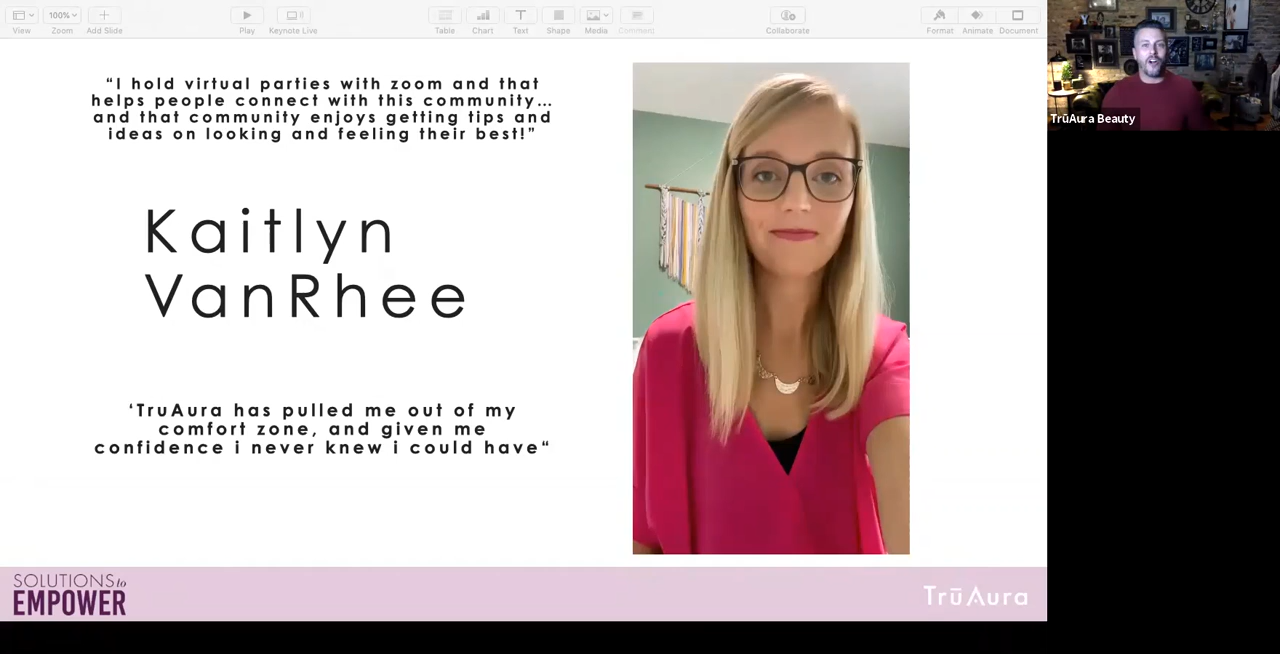 View
100%
Zoom
Add Slide
Play
Keynote Live
Table
Chart
Text
Shape
Media
Comment
Collaborate
Format
Animate
Document
“I hold virtual parties with zoom and that
helps people connect with this community...
and that community enjoys getting tips and
ideas on looking and feeling their best!”
Kaitlyn
VanRhee
‘TruAura has pulled me out of my
comfort zone, and given me
confidence i never knew i could have“
SOLUTIONS to
EMPOWER
TrūAura
TrūAura Beauty